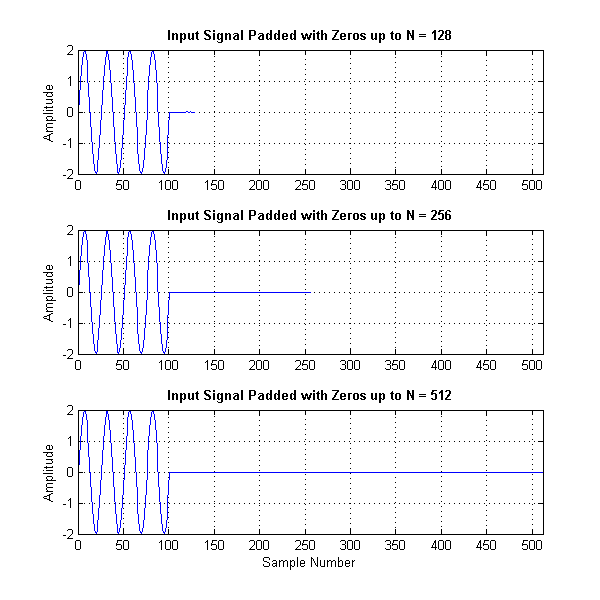 Input Signal Padded with Zeros up to N = 128
2
1
0
-1
-2
Amplitude
0 50 100 150 200 250 300 350 400 450 500
Input Signal Padded with Zeros up to N = 256
2
1
0
-1
-2
Amplitude
0 50 100 150 200 250 300 350 400 450 500
Input Signal Padded with Zeros up to N = 512
2
1
0
-1
-2
Amplitude
0 50 100 150 200 250 300 350 400 450 500
Sample Number